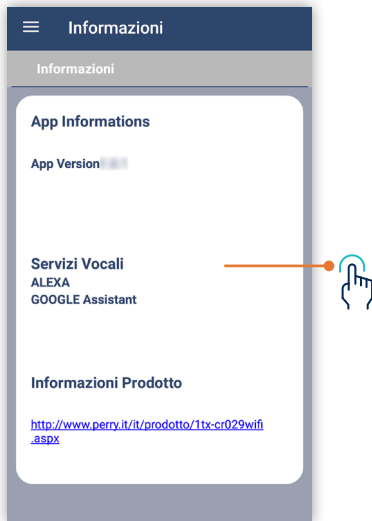 Informazioni
Informazioni
App Informations
App Version
Servizi Vocali
ALEXA
GOOGLE Assistant
Informazioni Prodotto
http://www.perry.it/it/prodotto/1tx-cr029wifi
.aspx